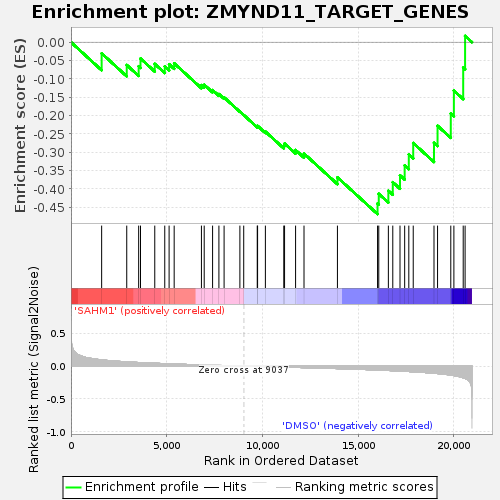 Enrichment plot: ZMYND11_TARGET_GENES
Enrichment score (ES)
0.00
-0.05
-0.10
-0.15
-0.20
-0.25
-0.30
-0.35
-0.40
-0.45
'SAHM1' (positively correlated)
Ranked list metric (Signal2Noise)
0.5
0.0
-0.5
-1.0
Zero cross at 9037
'DMSO' (negatively correlated)
0 5,000 10,000 15,000 20,000
Rank in Ordered Dataset
Enrichment profile Hits Ranking metric scores